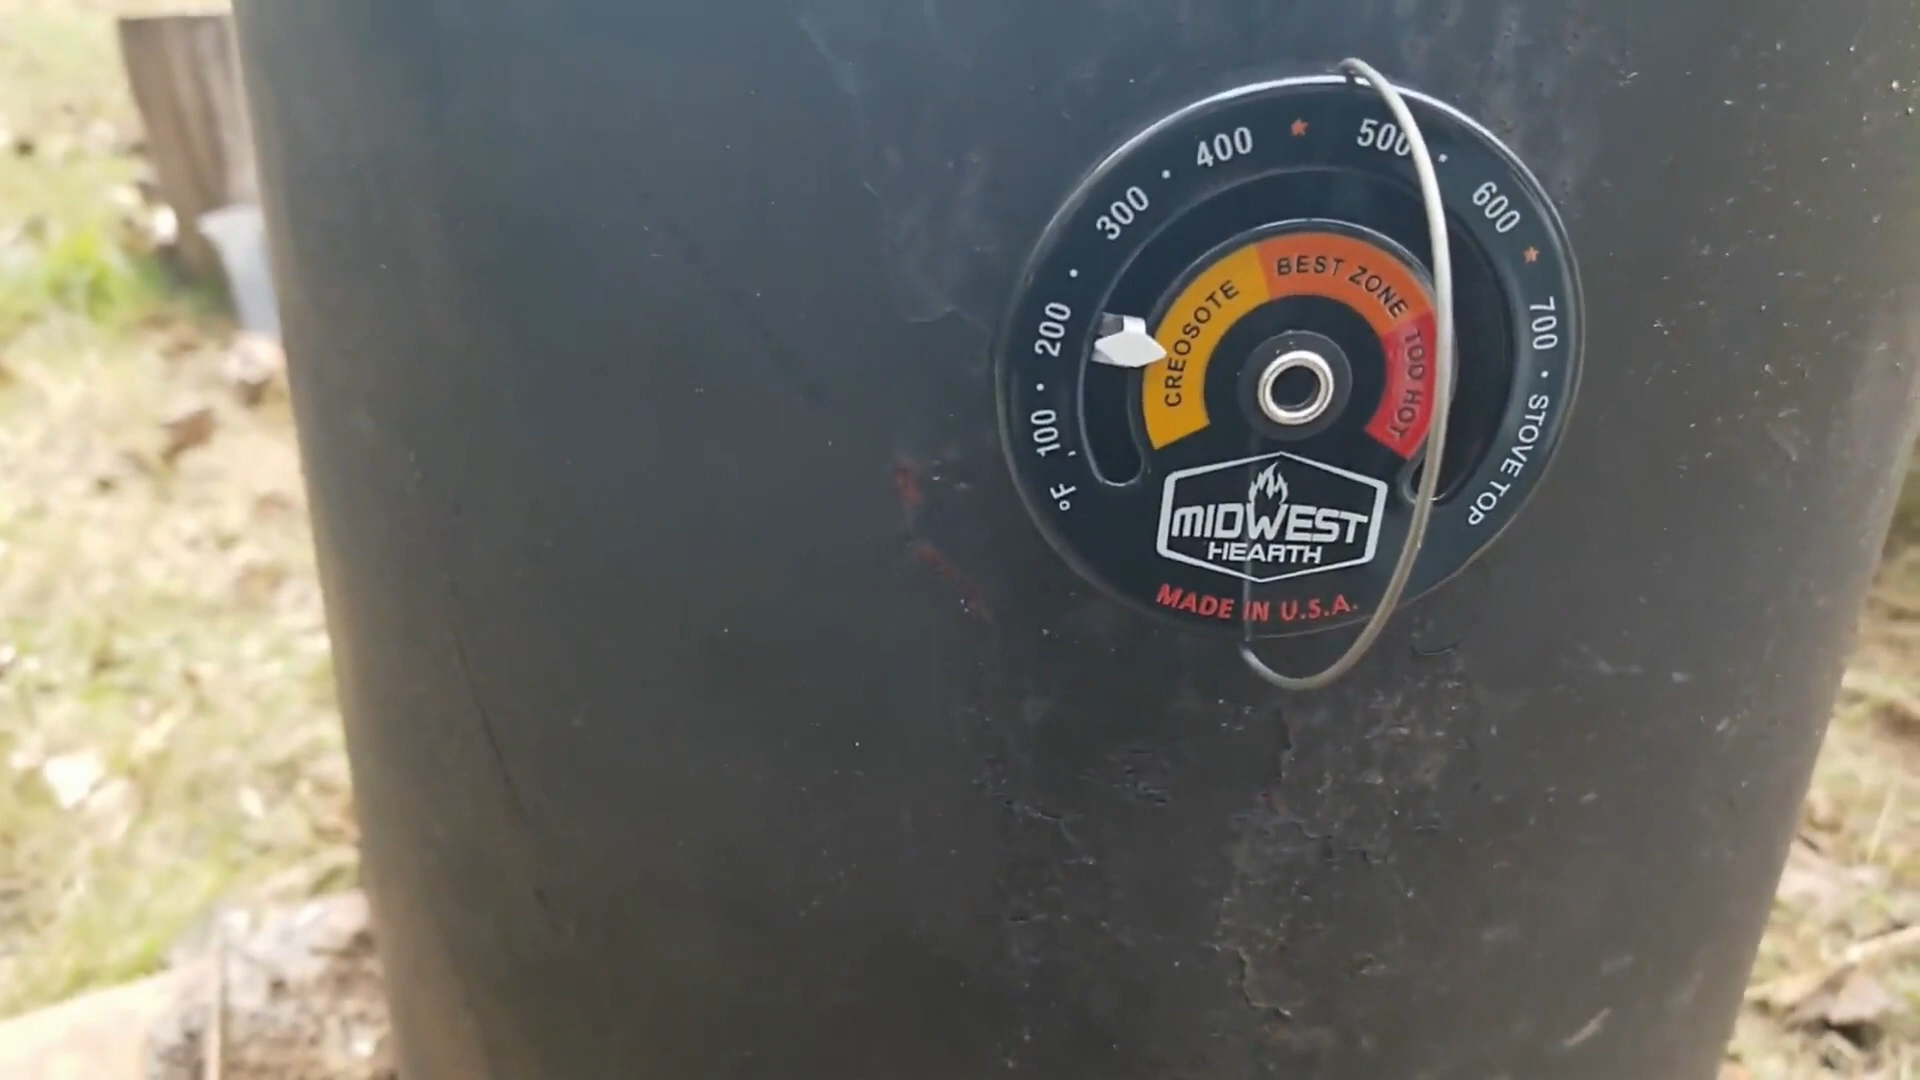 °F 100 · 200 · 300 · 400 ★ 500 · 600 ★ 700 · STOVE TOP
CREOSOTE BEST ZONE TOO HOT
MIDWEST
HEARTH
MADE IN U.S.A.